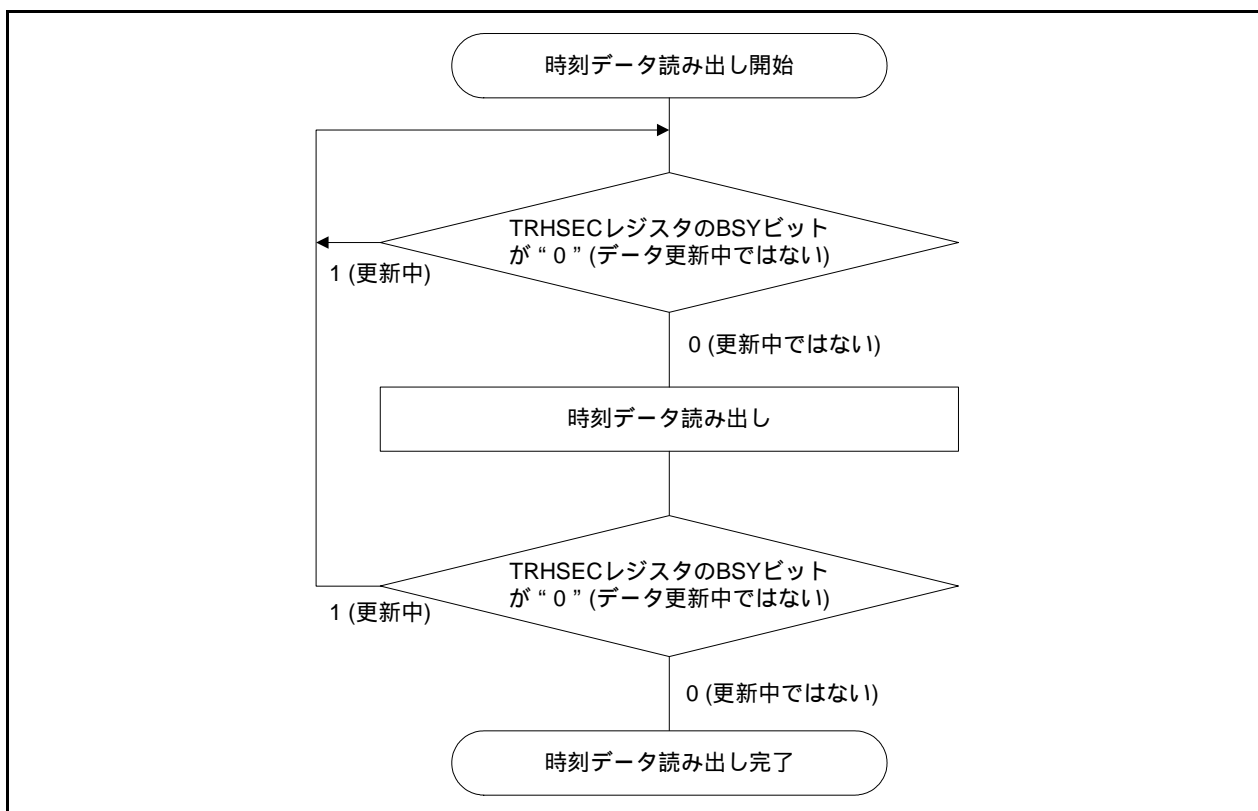 時刻データ読み出し開始
TRHSECレジスタのBSYビット
が “ 0 ” (データ更新中ではない)
1 (更新中)
0 (更新中ではない)
時刻データ読み出し
TRHSECレジスタのBSYビット
が “ 0 ” (データ更新中ではない)
1 (更新中)
0 (更新中ではない)
時刻データ読み出し完了